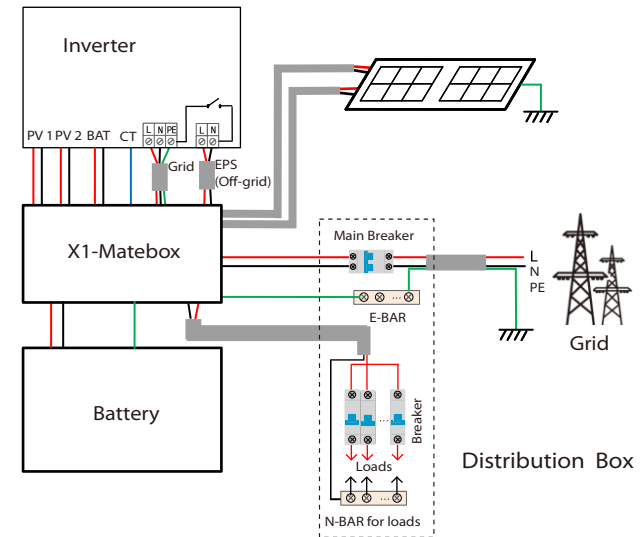 Inverter
PV 1 PV 2 BAT CT
L N PE
L N
Grid
EPS
(Off-grid)
X1-Matebox
Main Breaker
L
N
PE
E-BAR
Grid
Battery
Breaker
Loads
Distribution Box
N-BAR for loads